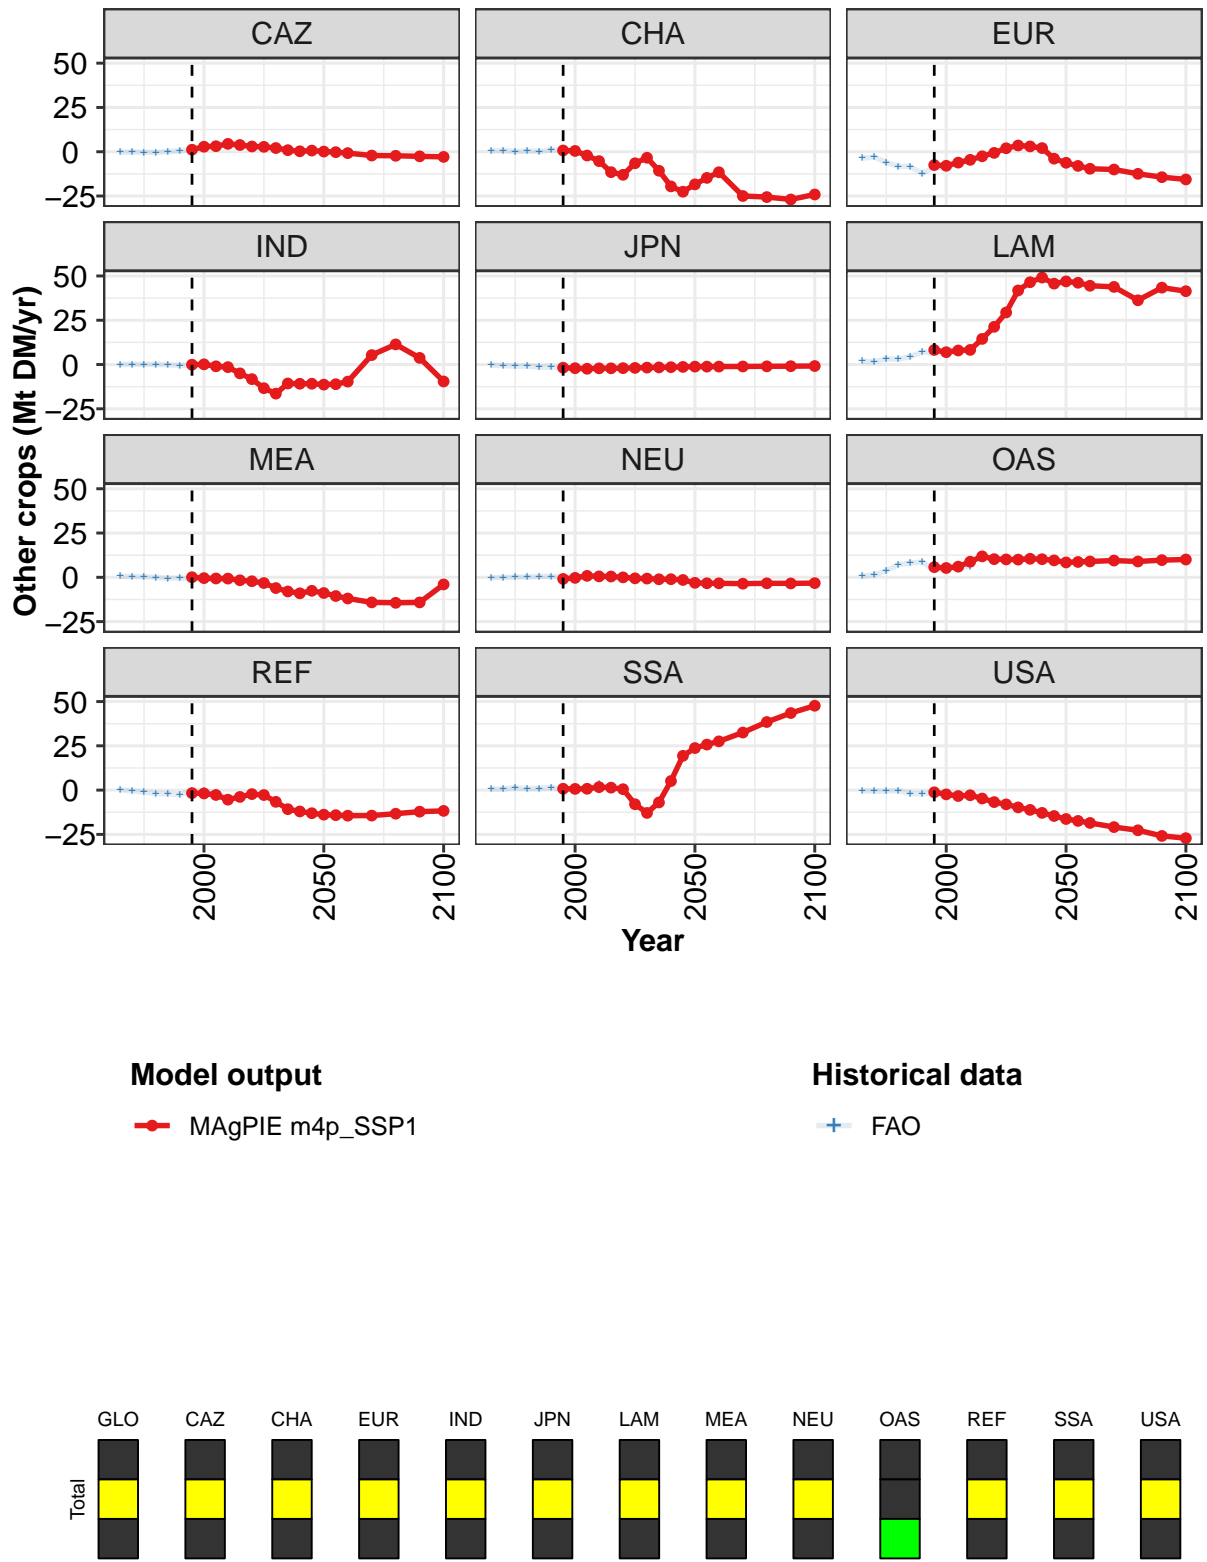 CAZ CHA EUR
50
25
0
−25
IND JPN LAM
50
25
0
−25
MEA NEU OAS
50
25
0
−25
REF SSA USA
50
25
0
−25
2000 2050 2100 2000 2050 2100 2000 2050 2100
Other crops (Mt DM/yr)
Year
Model output
MAgPIE m4p_SSP1
Historical data
FAO
GLO CAZ CHA EUR IND JPN LAM MEA NEU OAS REF SSA USA
Total